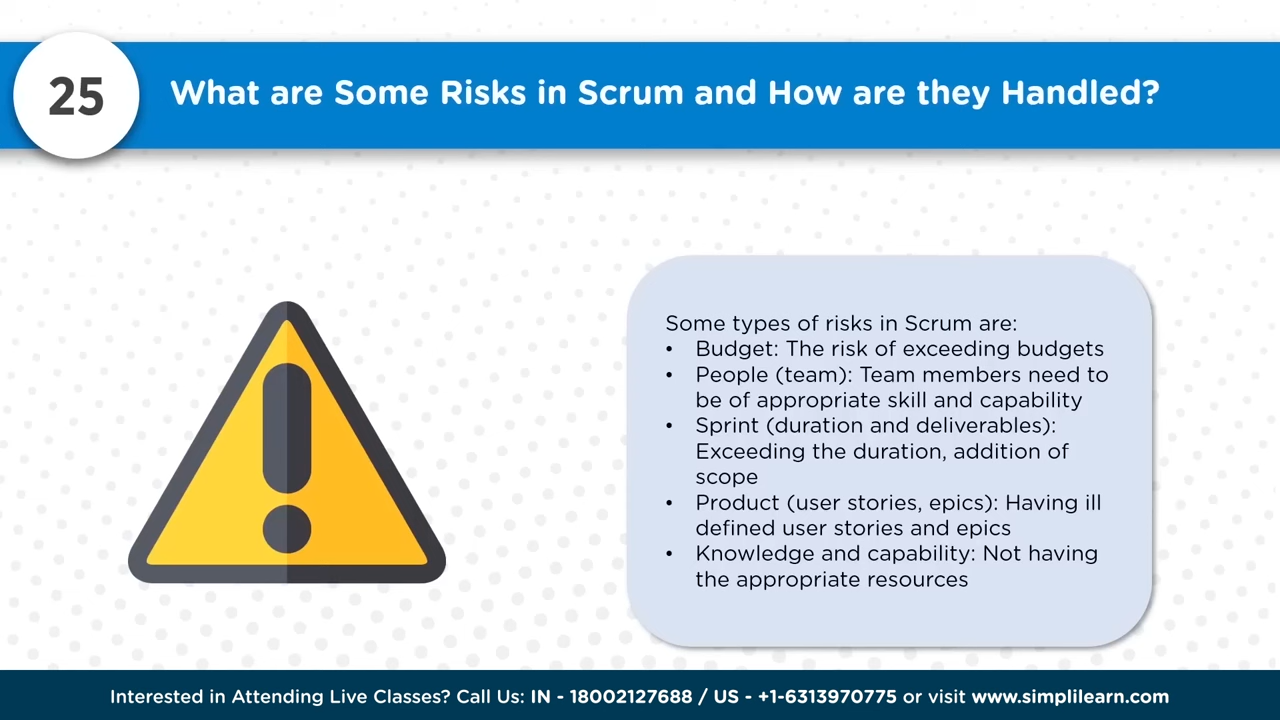 25
What are Some Risks in Scrum and How are they Handled?
Some types of risks in Scrum are:
• Budget: The risk of exceeding budgets
• People (team): Team members need to
be of appropriate skill and capability
• Sprint (duration and deliverables):
Exceeding the duration, addition of
scope
• Product (user stories, epics): Having ill
defined user stories and epics
• Knowledge and capability: Not having
the appropriate resources
Interested in Attending Live Classes? Call Us: IN - 18002127688 / US - +1-6313970775 or visit www.simplilearn.com